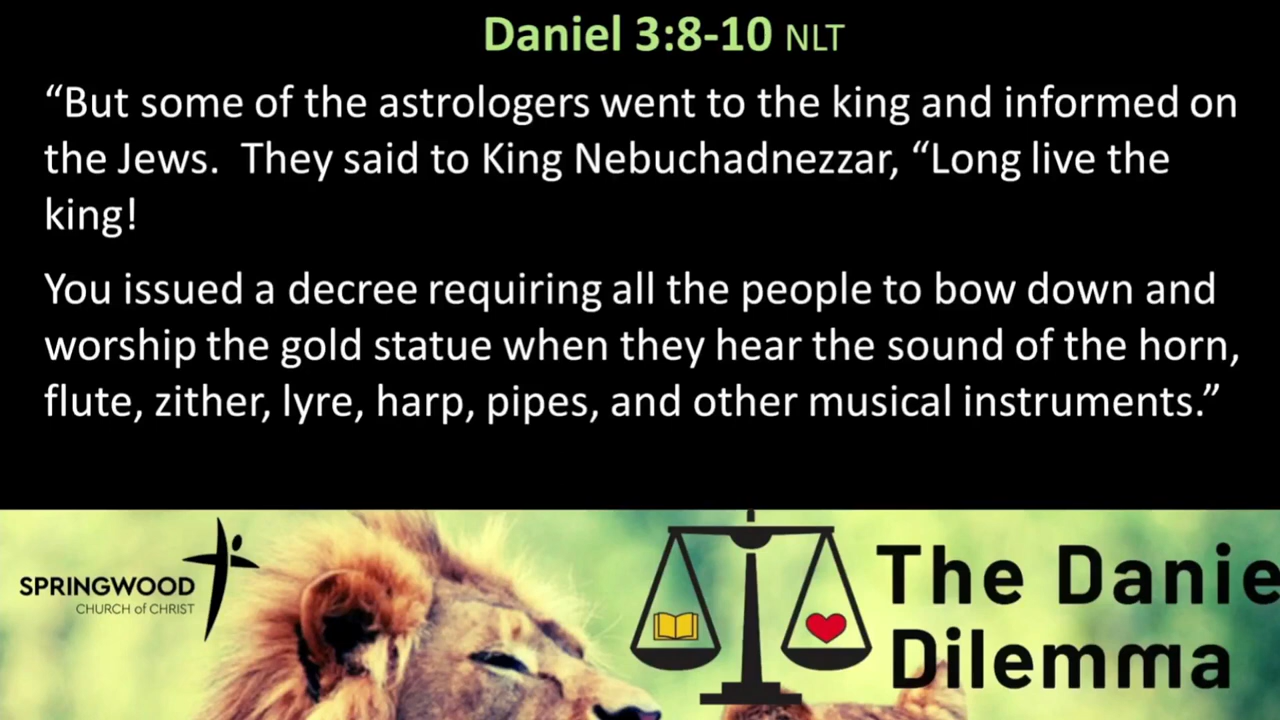 Daniel 3:8-10 NLT
“But some of the astrologers went to the king and informed on
the Jews.  They said to King Nebuchadnezzar, “Long live the
king!
You issued a decree requiring all the people to bow down and
worship the gold statue when they hear the sound of the horn,
flute, zither, lyre, harp, pipes, and other musical instruments.”
SPRINGWOOD
CHURCH of CHRIST
The Danie
Dilemma